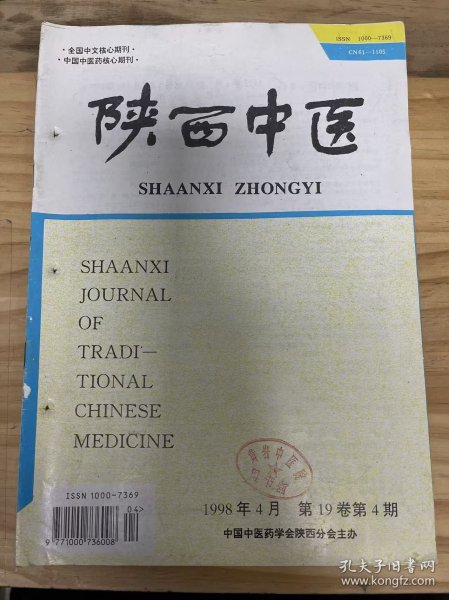 ·全国中文核心期刊·
·中国中医药核心期刊·
ISSN 1000—7369
CN61—1105
陕西中医
SHAANXI ZHONGYI
SHAANXI
JOURNAL
OF
TRADI—
TIONAL
CHINESE
MEDICINE
ISSN 1000-7369
04>
9 771000 736008
1998年4月 第19卷第4期
中国中医药学会陕西分会主办
孔夫子旧书网
kongfz.com